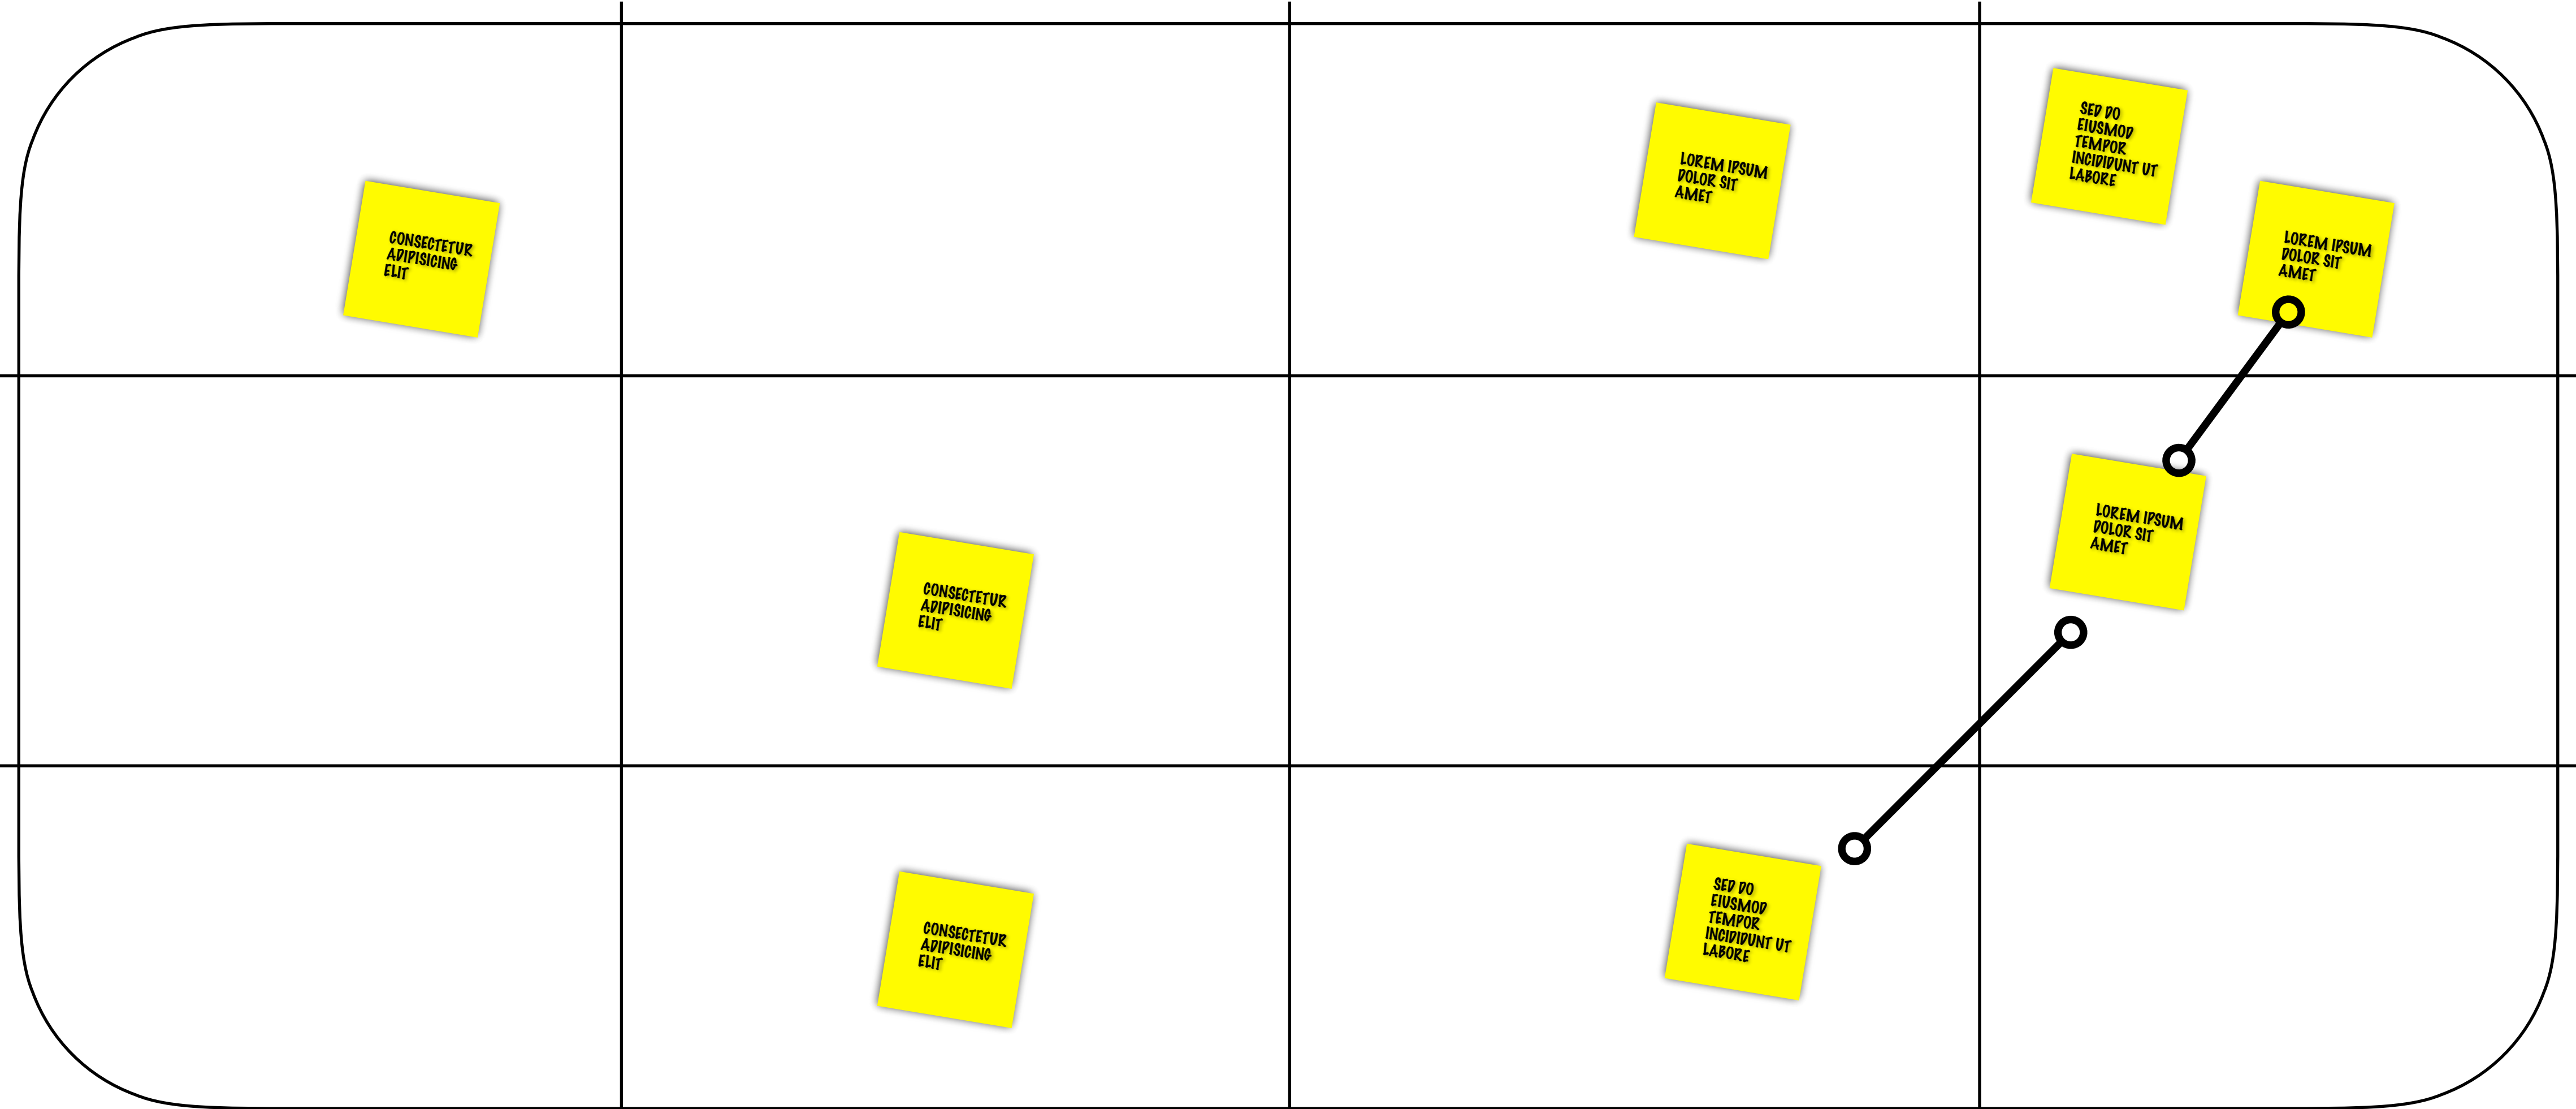 CONSECTETUR
ADIPISICING
ELIT
LOREM IPSUM
DOLOR SIT
AMET
SED DO
EIUSMOD
TEMPOR
INCIDIDUNT UT
LABORE
LOREM IPSUM
DOLOR SIT
AMET
CONSECTETUR
ADIPISICING
ELIT
LOREM IPSUM
DOLOR SIT
AMET
CONSECTETUR
ADIPISICING
ELIT
SED DO
EIUSMOD
TEMPOR
INCIDIDUNT UT
LABORE